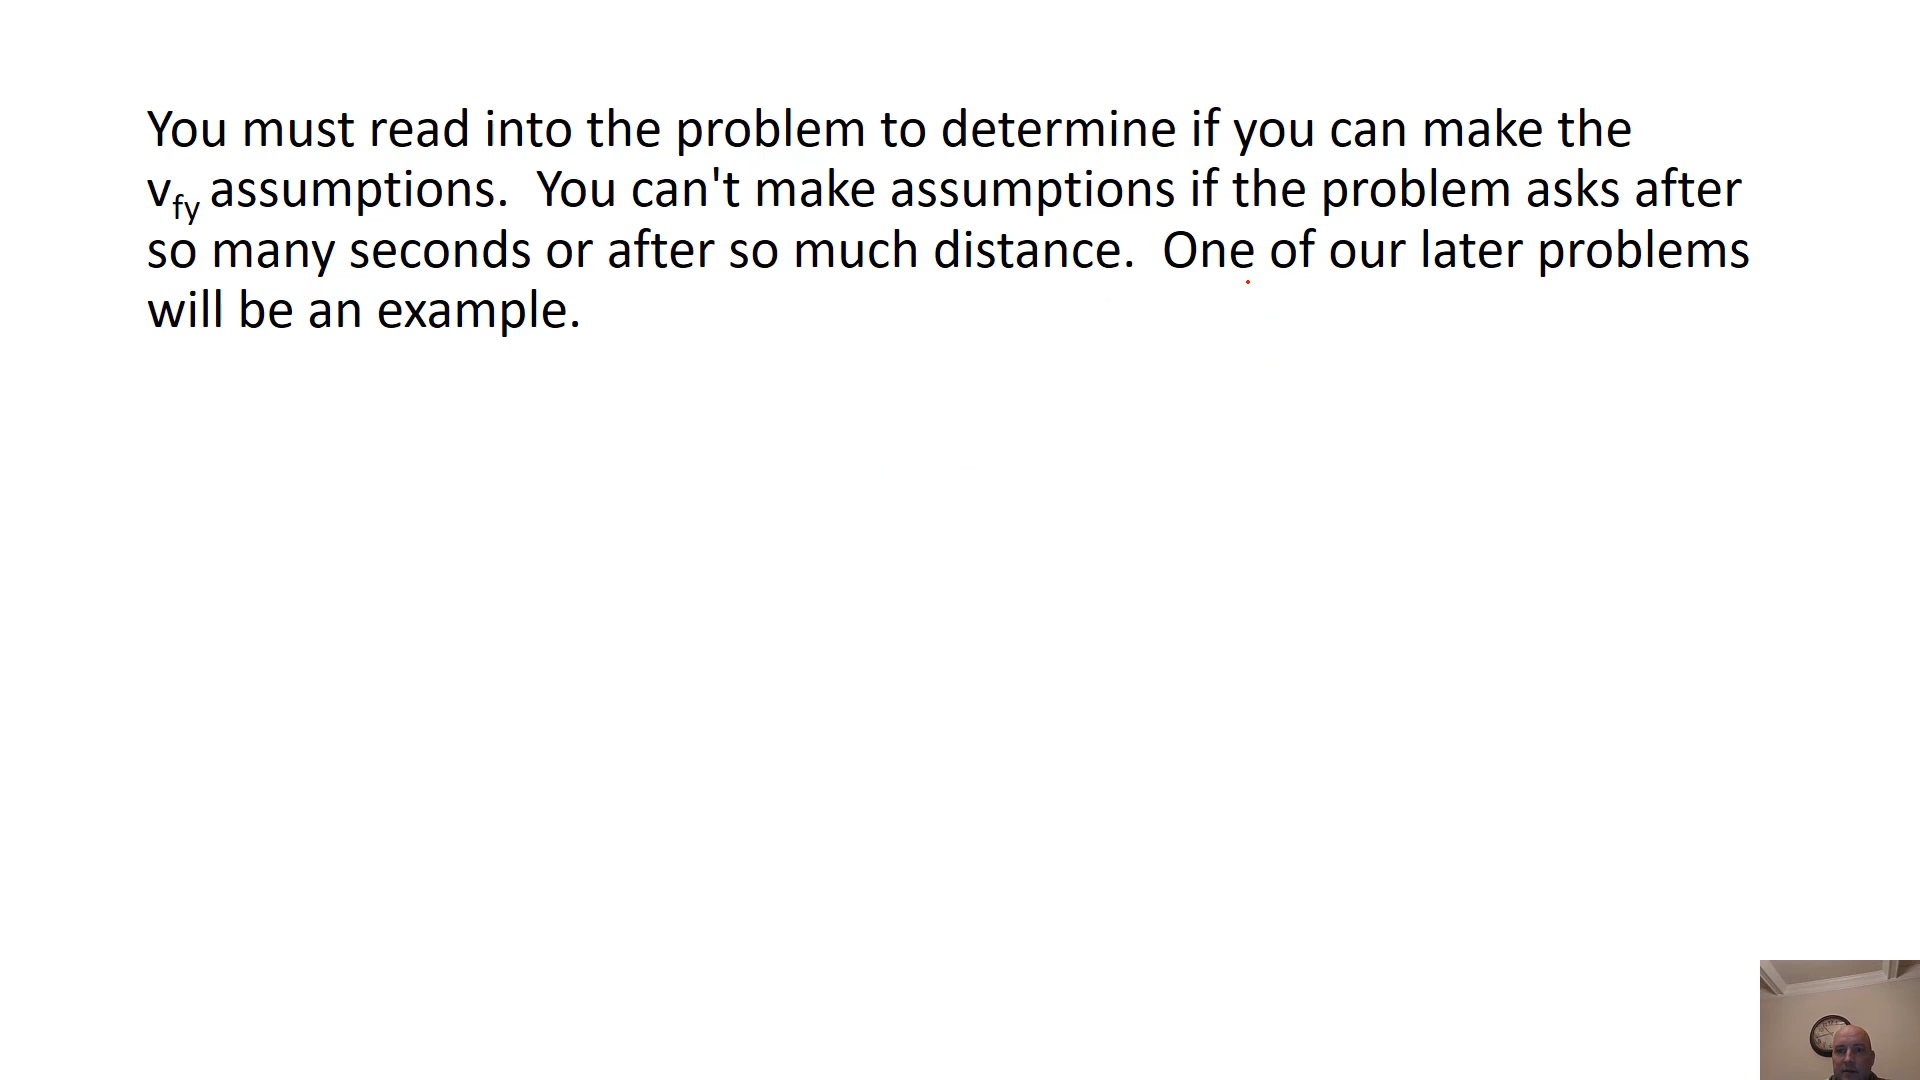 You must read into the problem to determine if you can make the
vfy assumptions.  You can't make assumptions if the problem asks after
so many seconds or after so much distance.  One of our later problems
will be an example.